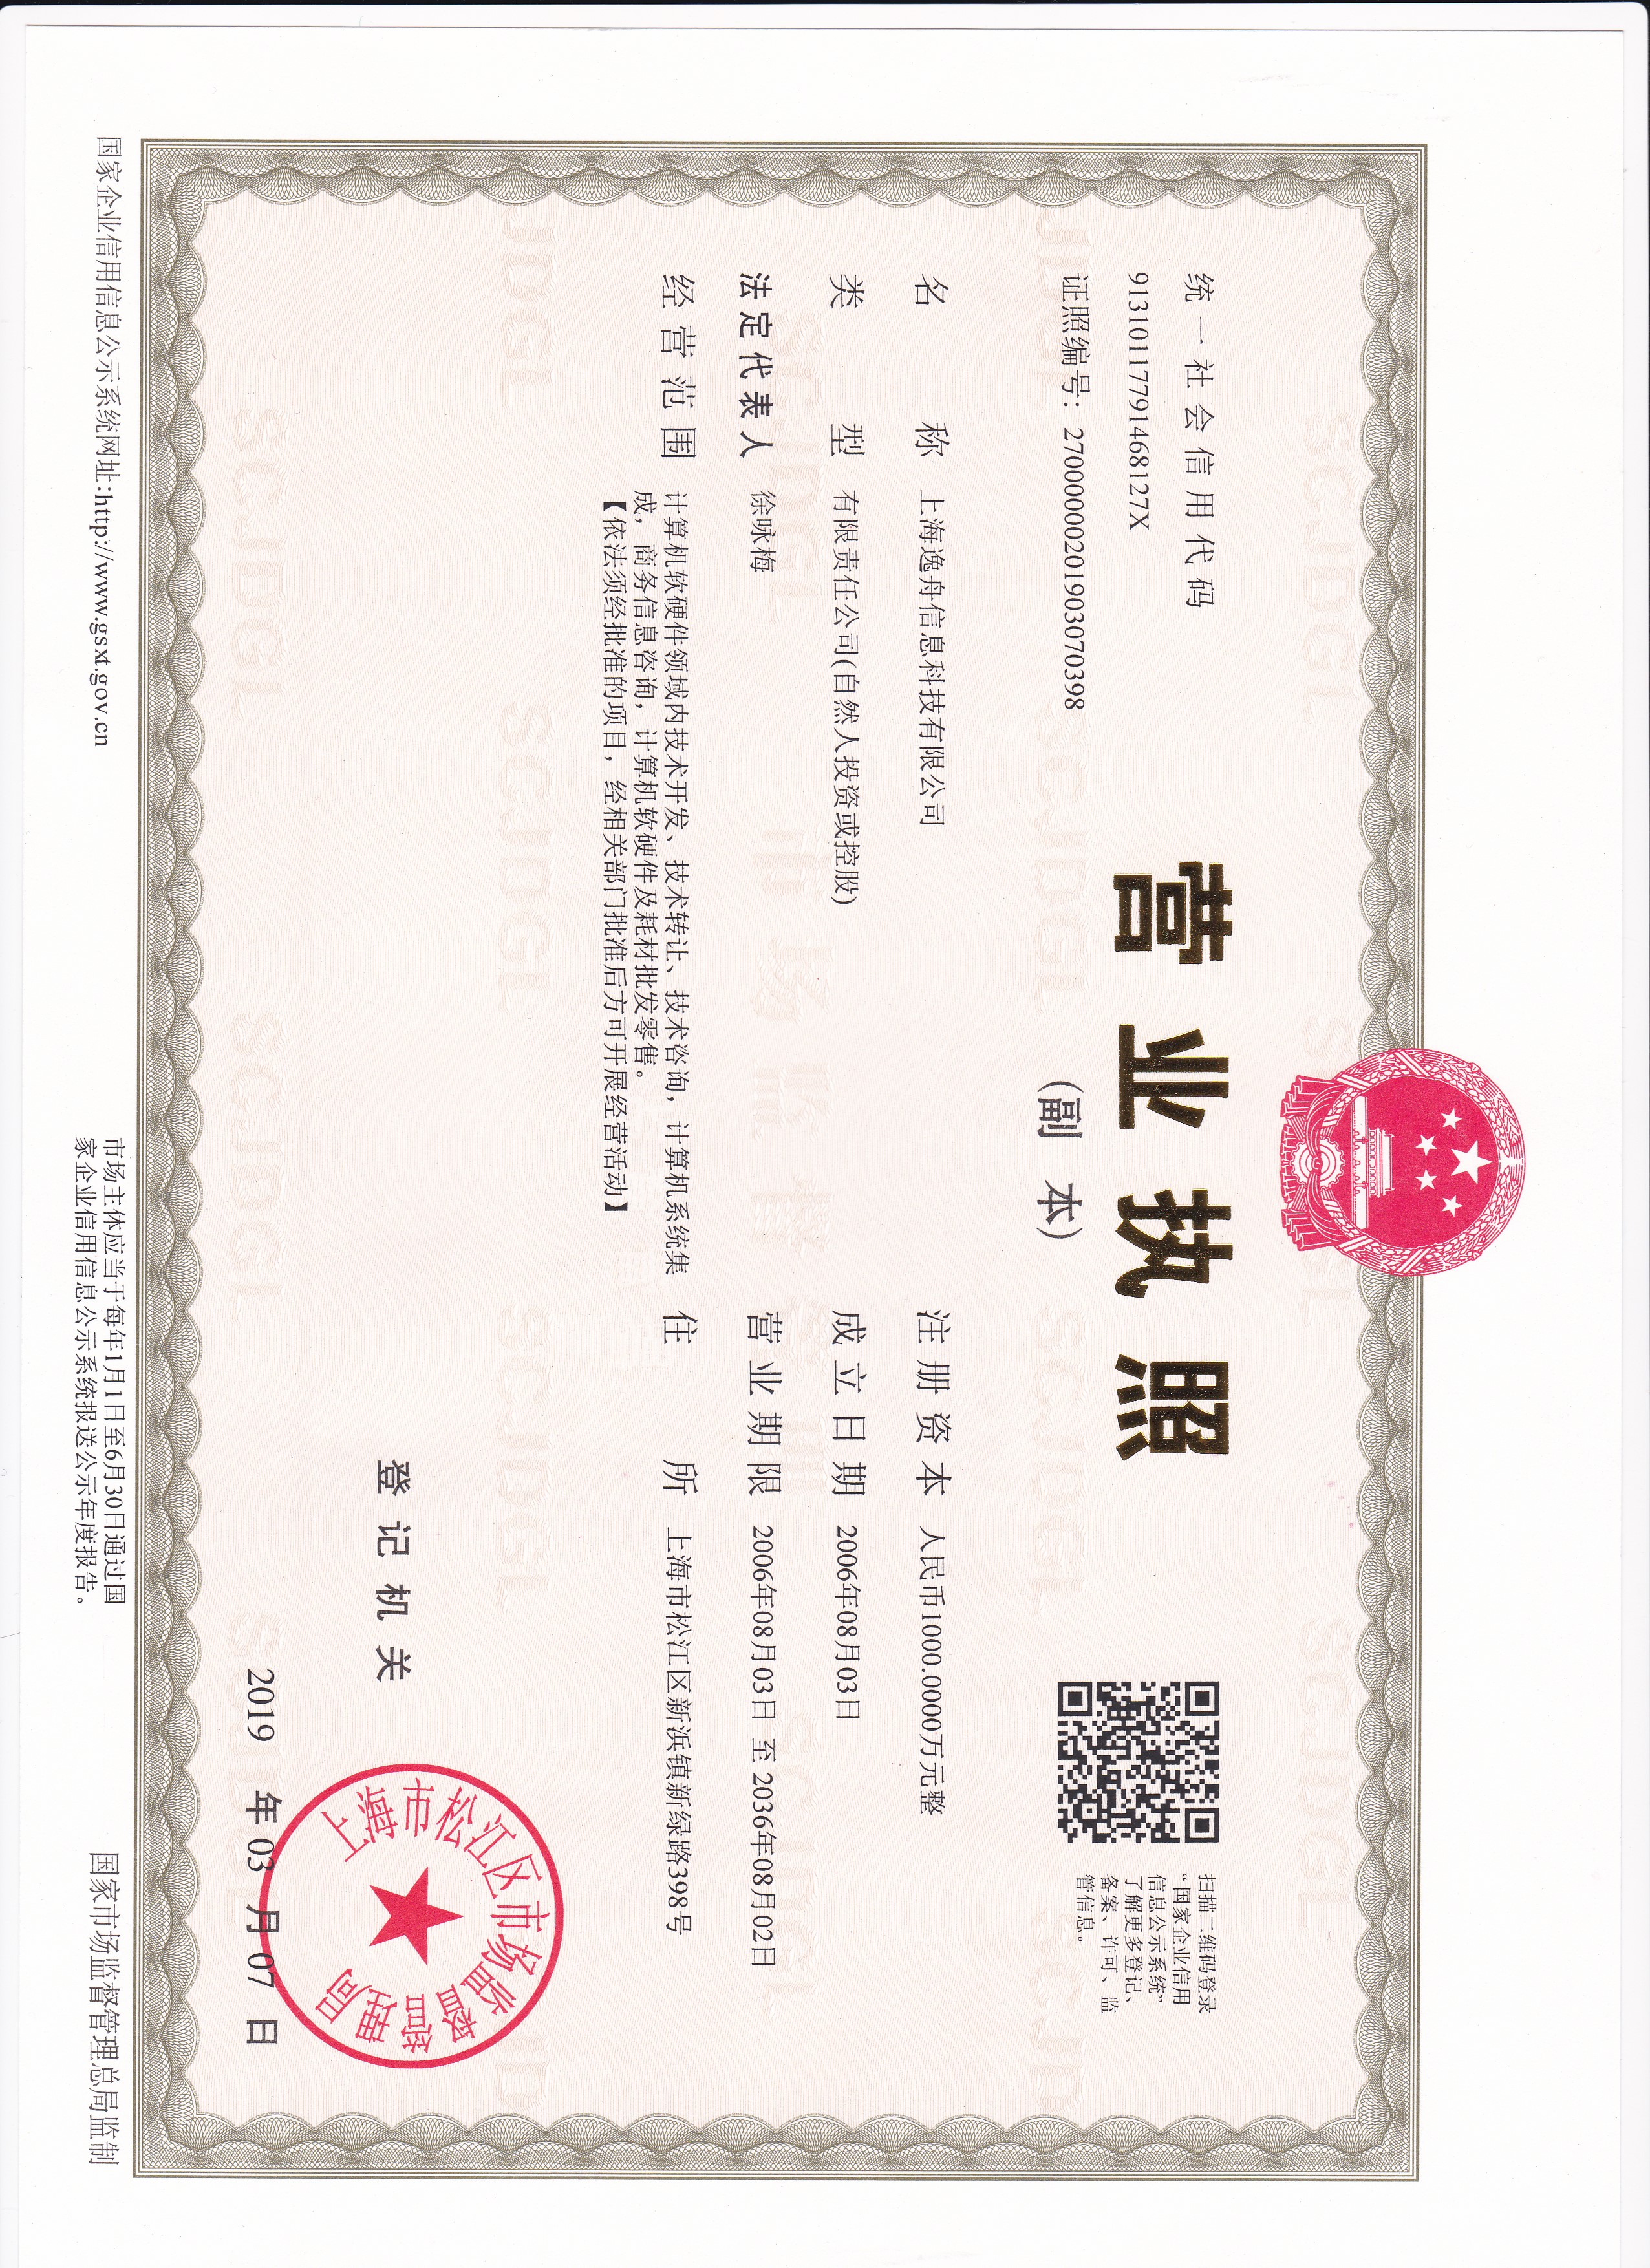 营业执照
(副 本)
统一社会信用代码
91310117791468127X
证照编号：27000000201903070398
扫描二维码登录
“国家企业信用
信息公示系统”
了解更多登记、
备案、许可、监
管信息。
名 称 上海逸舟信息科技有限公司
类 型 有限责任公司(自然人投资或控股)
法定代表人 徐咏梅
经营范围 计算机软硬件领域内技术开发、技术转让、技术咨询，计算机系统集
成，商务信息咨询，计算机软硬件及耗材批发零售。
【依法须经批准的项目，经相关部门批准后方可开展经营活动】
注册资本 人民币1000.0000万元整
成立日期 2006年08月03日
营业期限 2006年08月03日 至 2036年08月02日
住 所 上海市松江区新浜镇新绿路398号
登记机关
上海市松江区市场监督管理局
2019 年 03 月 07 日
国家企业信用信息公示系统网址:http://www.gsxt.gov.cn
市场主体应当于每年1月1日至6月30日通过国
家企业信用信息公示系统报送公示年度报告。
国家市场监督管理总局监制
SCJDGL
市场监督管理